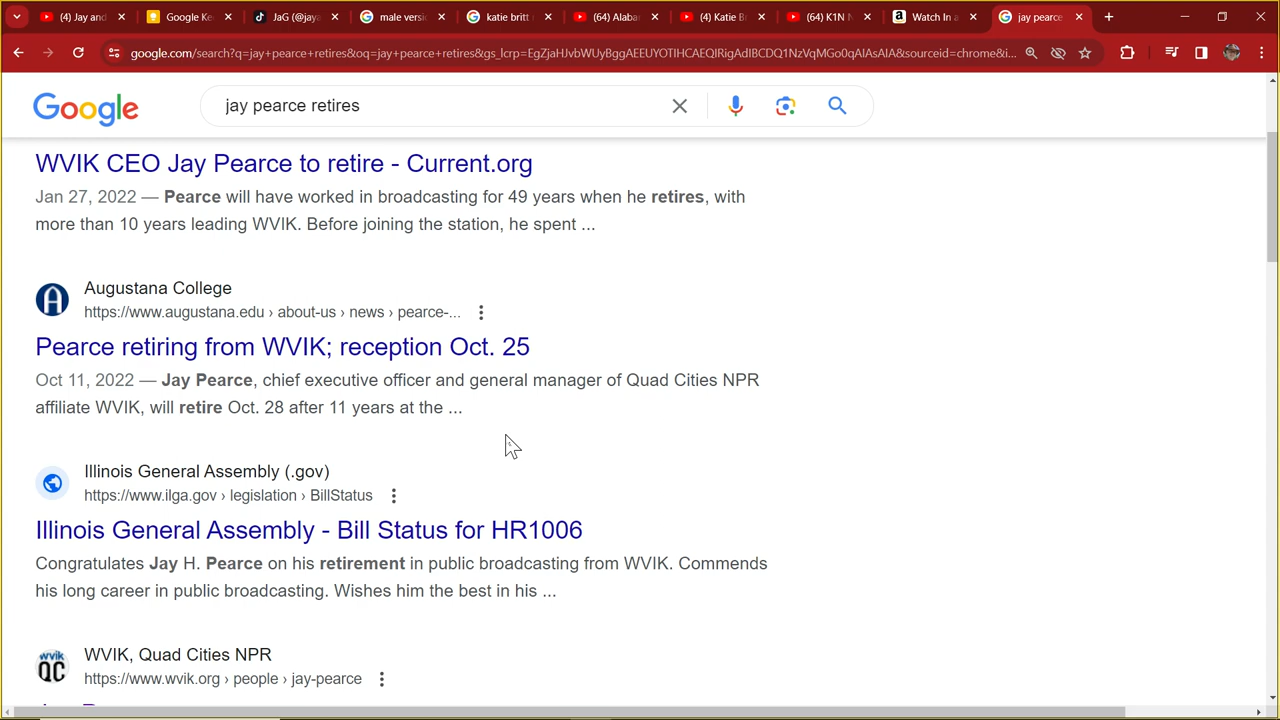 (4) Jay and
Google Ke
JaG (@jaya
male versi
katie britt
(64) Alaba
(4) Katie B
(64) K1N
Watch In a
jay pearce
google.com/search?q=jay+pearce+retires&oq=jay+pearce+retires&gs_lcrp=EgZjaHJvbWUyBggAEEUYOTIHCAEQIRigAdIBCDQ1NzVqMGo0qAIAsAIA&sourceid=chrome&i...
Google
jay pearce retires
WVIK CEO Jay Pearce to retire - Current.org
Jan 27, 2022 — Pearce will have worked in broadcasting for 49 years when he retires, with
more than 10 years leading WVIK. Before joining the station, he spent ...
Augustana College
https://www.augustana.edu › about-us › news › pearce-...
Pearce retiring from WVIK; reception Oct. 25
Oct 11, 2022 — Jay Pearce, chief executive officer and general manager of Quad Cities NPR
affiliate WVIK, will retire Oct. 28 after 11 years at the ...
Illinois General Assembly (.gov)
https://www.ilga.gov › legislation › BillStatus
Illinois General Assembly - Bill Status for HR1006
Congratulates Jay H. Pearce on his retirement in public broadcasting from WVIK. Commends
his long career in public broadcasting. Wishes him the best in his ...
wvik
QC
WVIK, Quad Cities NPR
https://www.wvik.org › people › jay-pearce